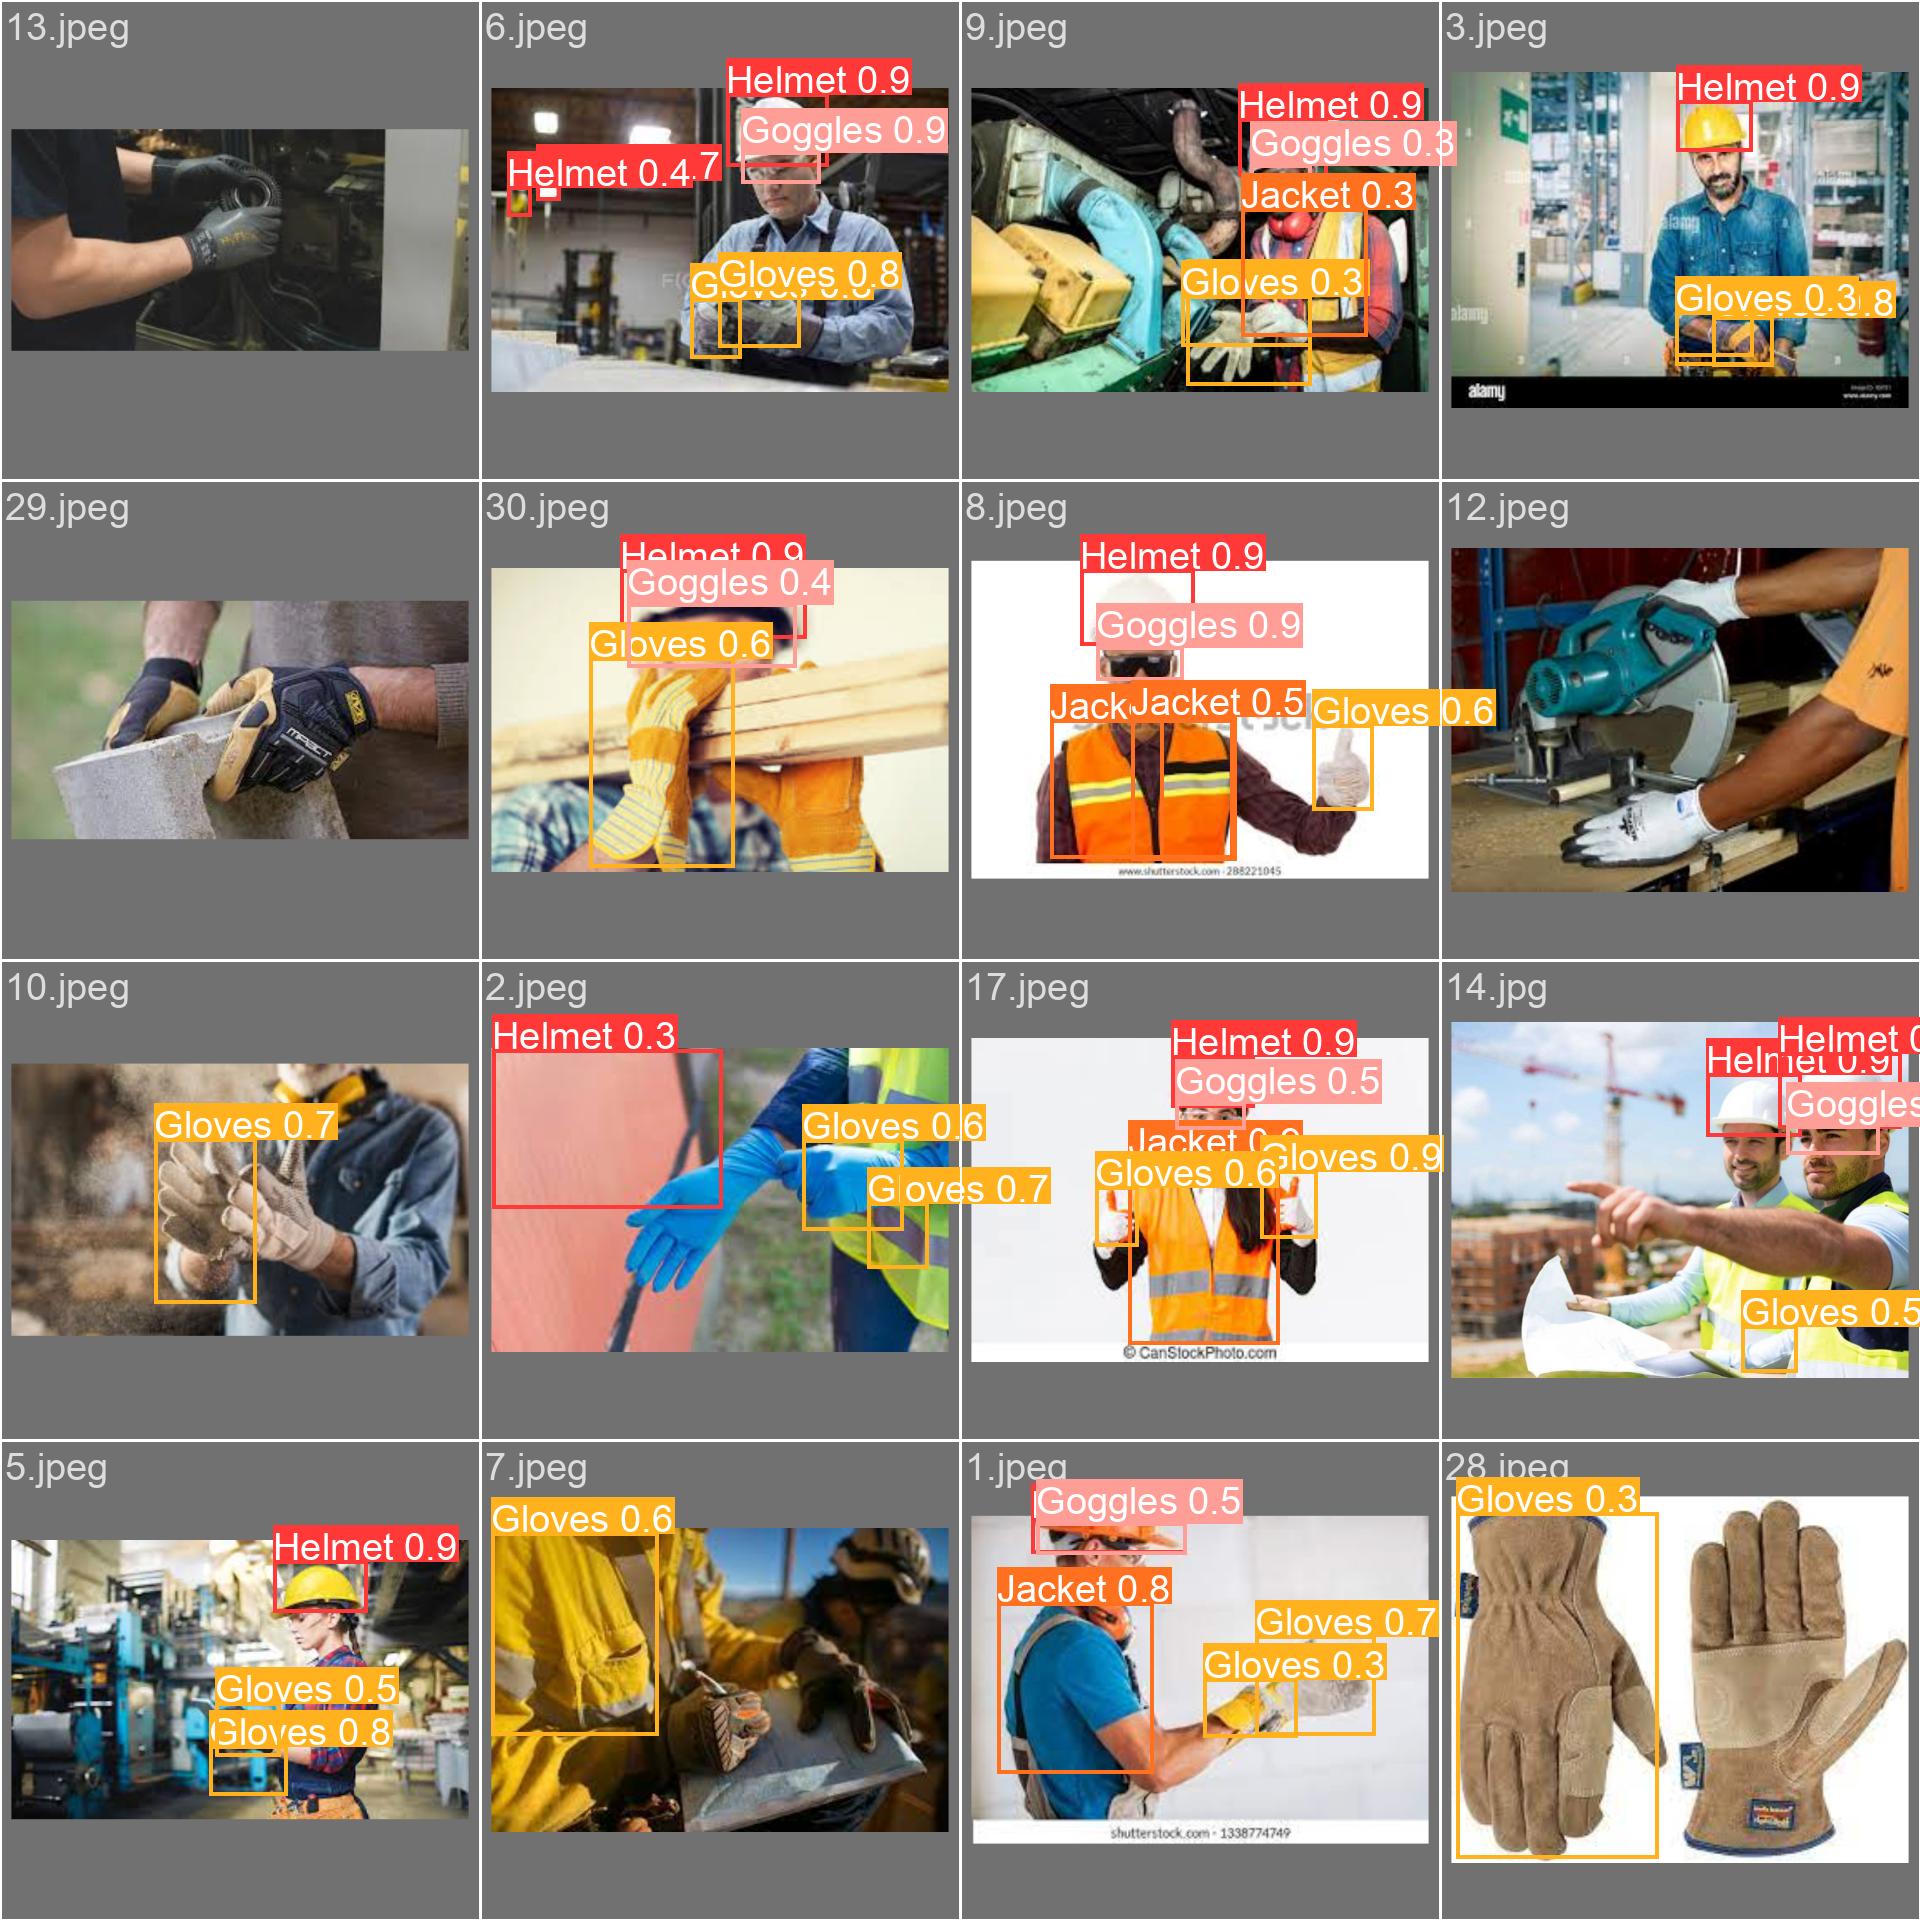 13.jpeg
6.jpeg
9.jpeg
3.jpeg
Helmet 0.9
Goggles 0.9
Helmet 0.4
.7
Gloves 0.8
Helmet 0.9
Goggles 0.3
Jacket 0.3
Gloves 0.3
Helmet 0.9
Gloves 0.3
0.8
alamy
alamy
alamy
www.alamy.com
29.jpeg
30.jpeg
8.jpeg
12.jpeg
MPACT
Helmet 0.9
Goggles 0.4
Gloves 0.6
Helmet 0.9
Goggles 0.9
Jack
Jacket 0.5
Gloves 0.6
www.shutterstock.com · 288221045
10.jpeg
2.jpeg
17.jpeg
14.jpg
Gloves 0.7
Helmet 0.3
Gloves 0.6
Gloves 0.7
Helmet 0.9
Goggles 0.5
Jacket 0.9
Gloves 0.6
Gloves 0.9
© CanStockPhoto.com
Helmet 0
Helmet 0.9
Goggles
Gloves 0.5
5.jpeg
7.jpeg
1.jpeg
28.jpeg
Helmet 0.9
Gloves 0.5
Gloves 0.8
Gloves 0.6
Goggles 0.5
Jacket 0.8
Gloves 0.7
Gloves 0.3
shutterstock.com · 1338774749
Gloves 0.3